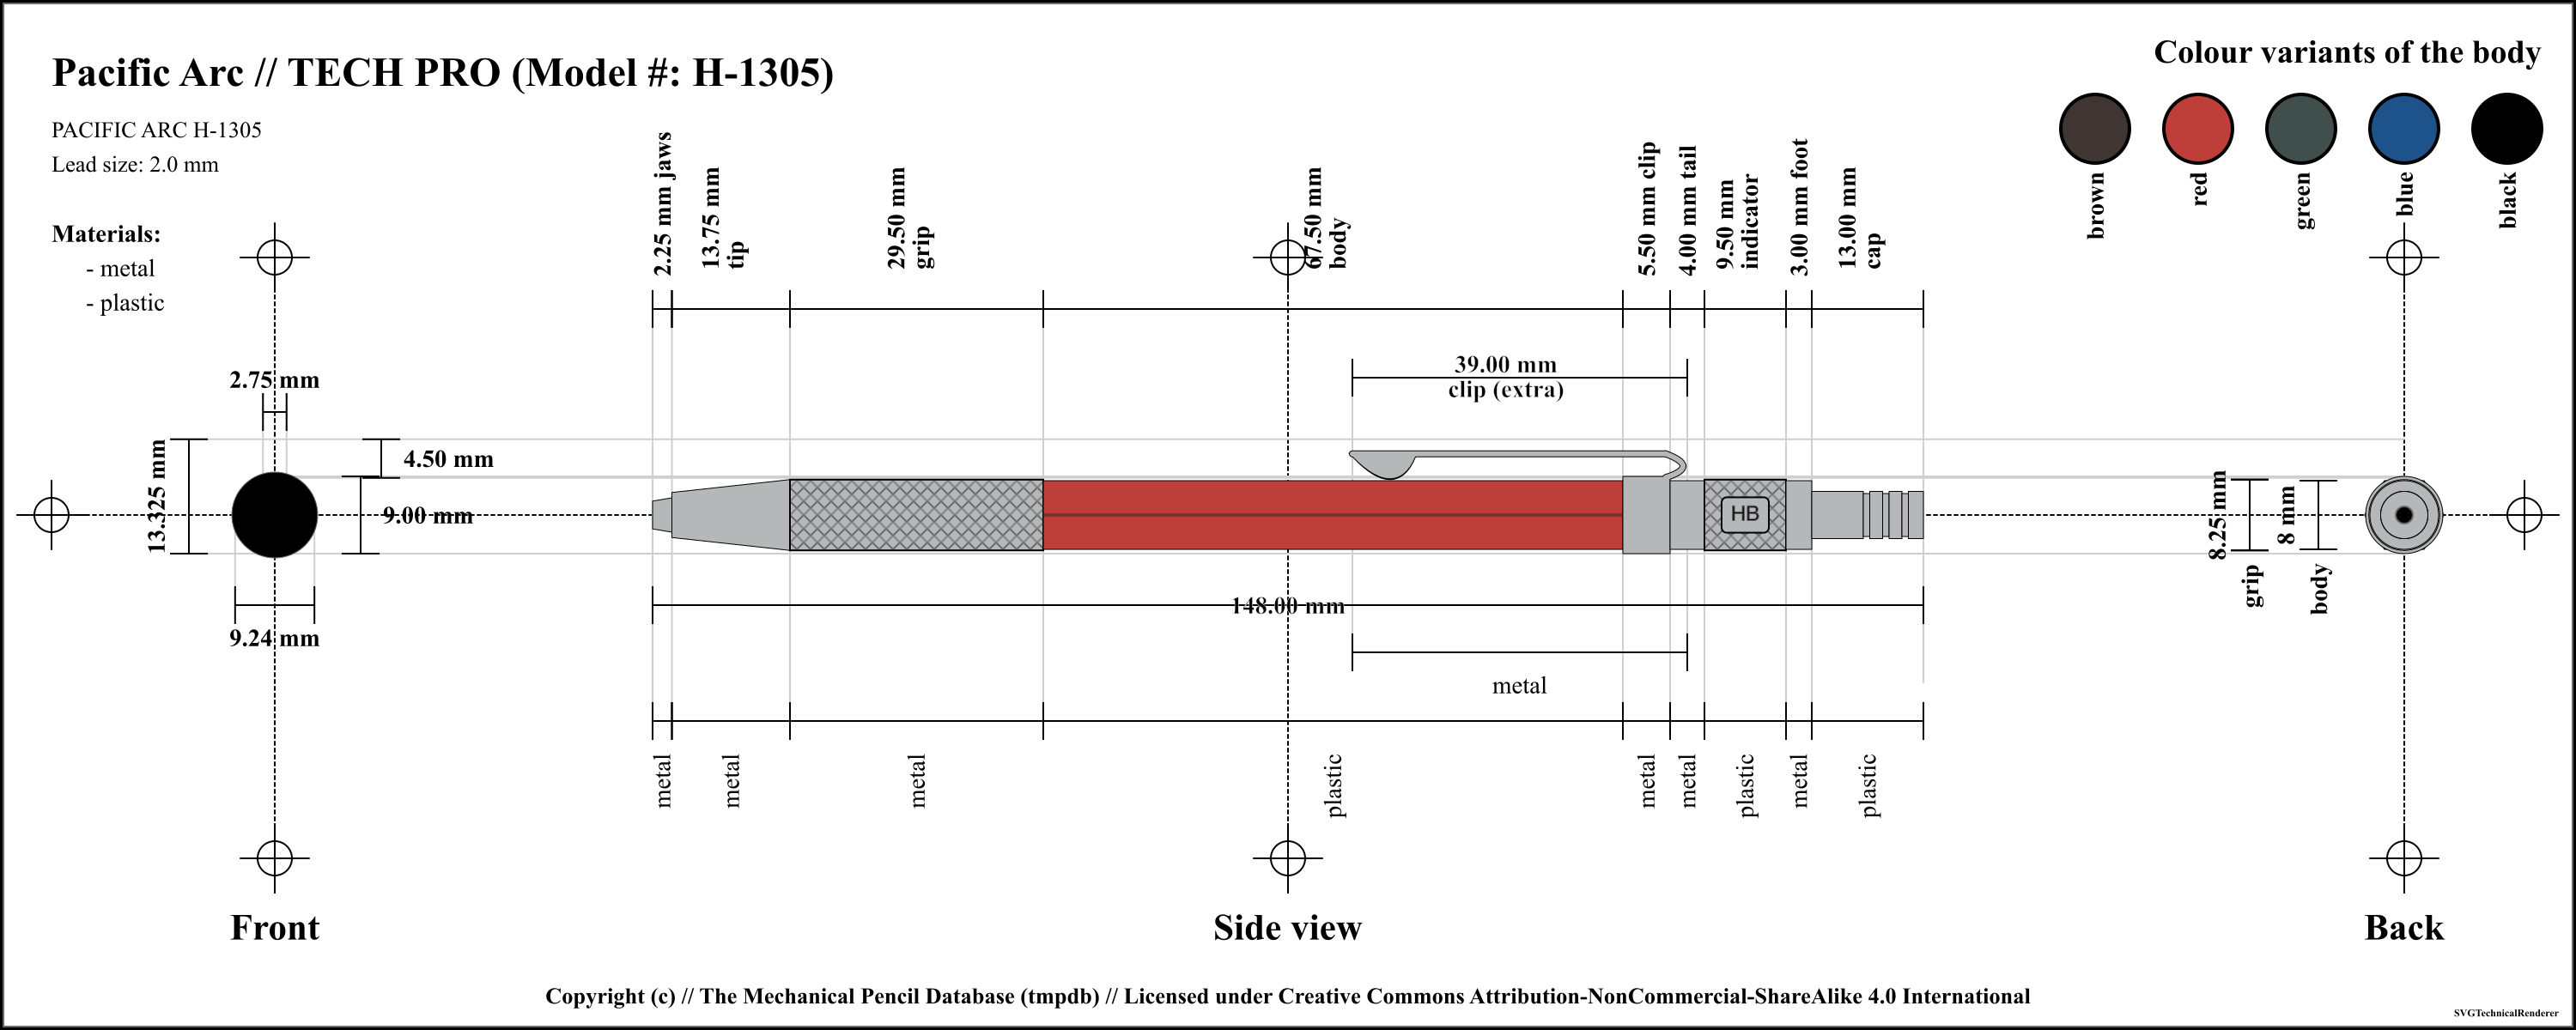 Pacific Arc // TECH PRO (Model #: H-1305)
PACIFIC ARC H-1305
Lead size: 2.0 mm
Materials:
- metal
- plastic
Colour variants of the body
brown
red
green
blue
black
2.25 mm jaws
13.75 mm
tip
29.50 mm
grip
67.50 mm
body
5.50 mm clip
4.00 mm tail
9.50 mm
indicator
3.00 mm foot
13.00 mm
cap
39.00 mm
clip (extra)
2.75 mm
13.325 mm
4.50 mm
9.00 mm
9.24 mm
HB
148.00 mm
8.25 mm
grip
8 mm
body
metal
metal
metal
metal
plastic
metal
metal
plastic
metal
plastic
Front
Side view
Back
Copyright (c) // The Mechanical Pencil Database (tmpdb) // Licensed under Creative Commons Attribution-NonCommercial-ShareAlike 4.0 International
SVGTechnicalRenderer